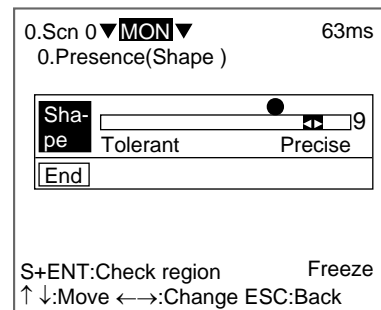 0.Scn 0▼MON▼ 63ms
0.Presence(Shape )
Sha-
pe
9
Tolerant Precise
End
S+ENT:Check region Freeze
↑↓:Move ←→:Change ESC:Back